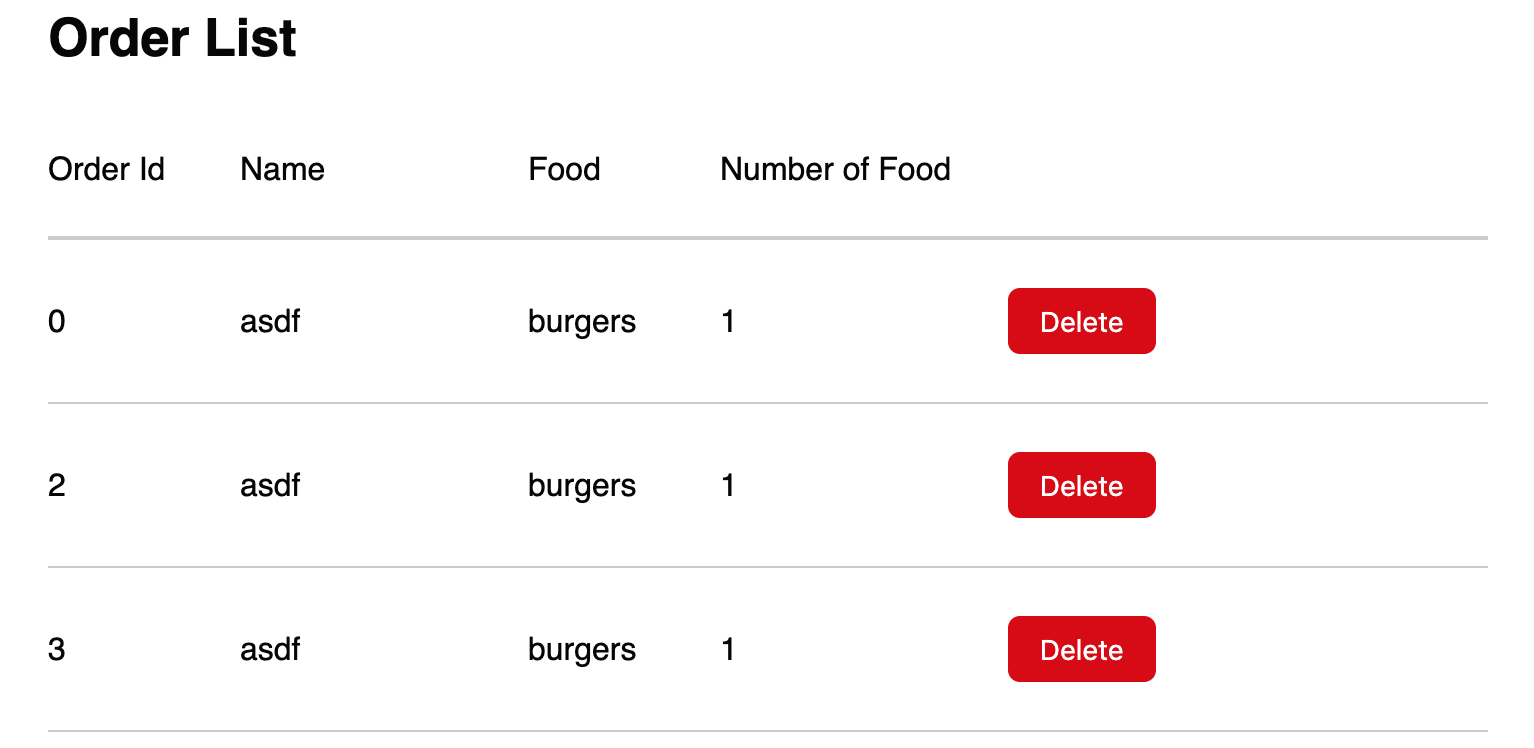 Order List
Order Id Name Food Number of Food
0 asdf burgers 1 Delete
2 asdf burgers 1 Delete
3 asdf burgers 1 Delete